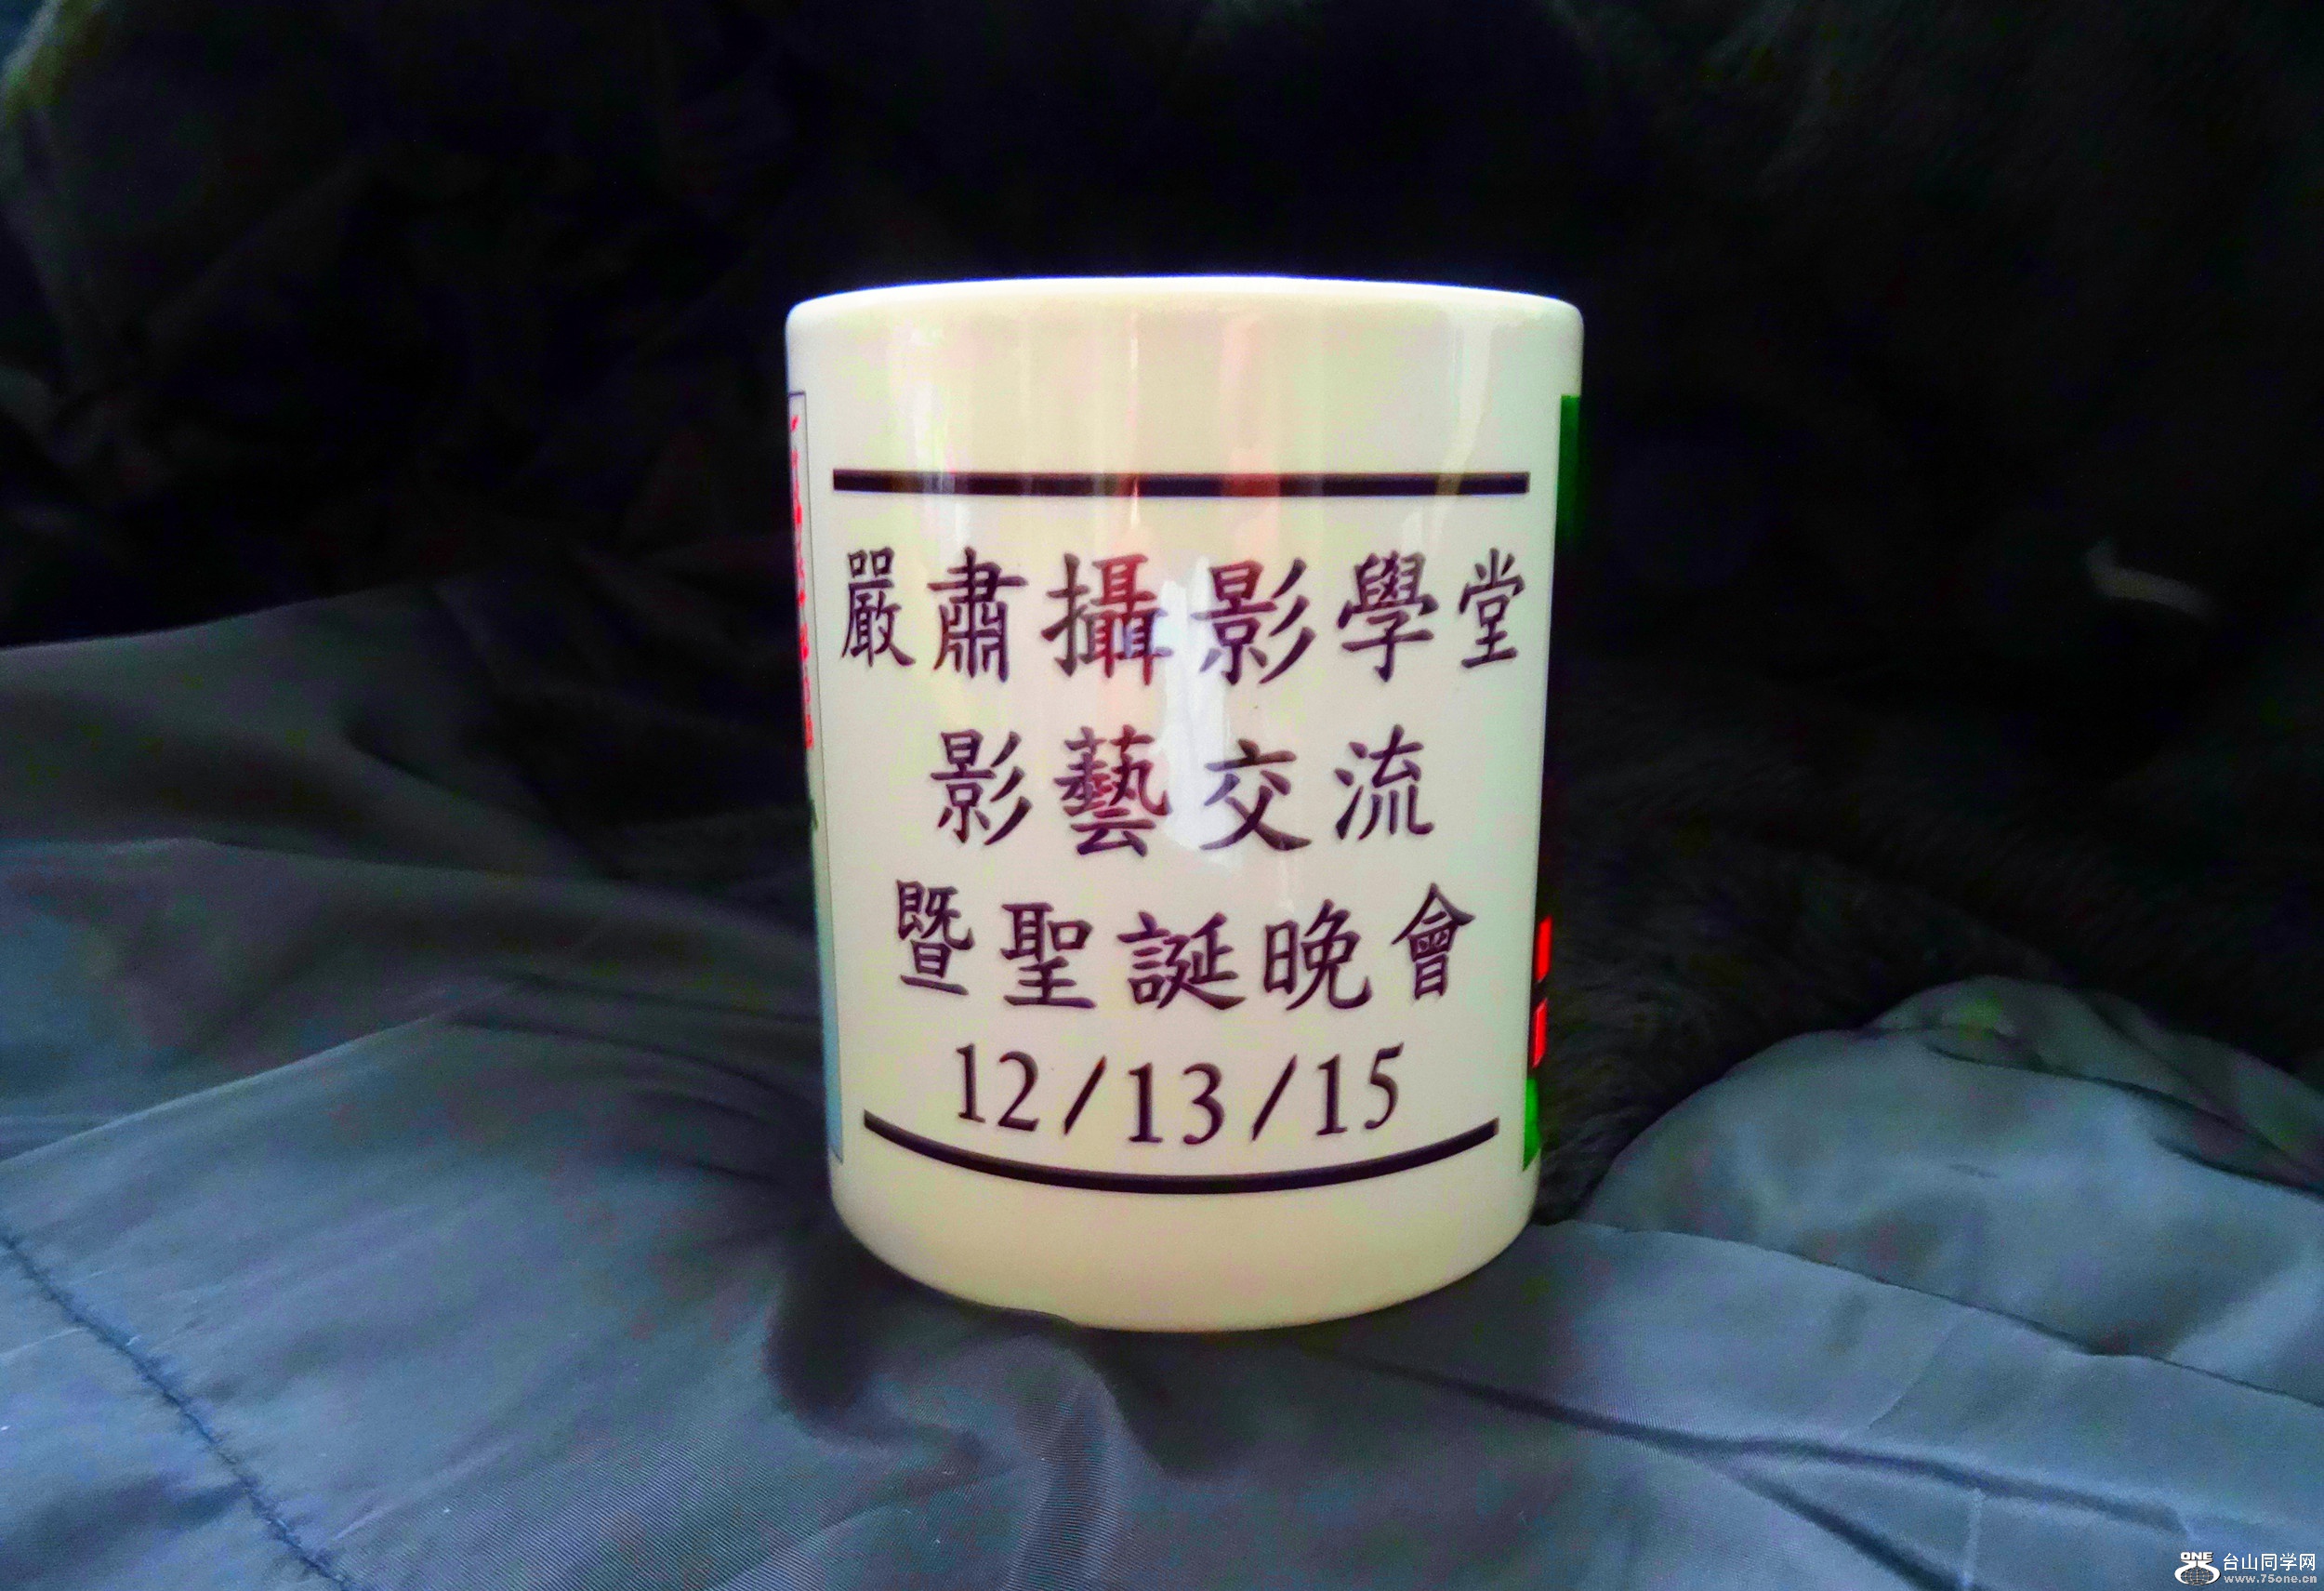 嚴肅攝影學堂
影藝交流
暨聖誕晚會
12/13/15
ONE 台山同学网
www.75one.cn